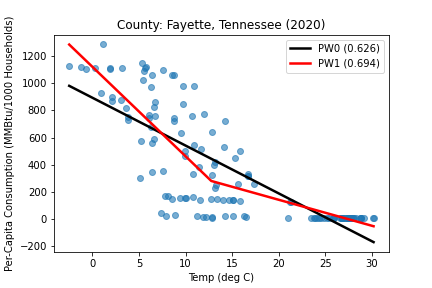 County: Fayette, Tennessee (2020)
PW0 (0.626)
PW1 (0.694)
Per-Capita Consumption (MMBtu/1000 Households)
1200
1000
800
600
400
200
0
−200
0 5 10 15 20 25 30
Temp (deg C)